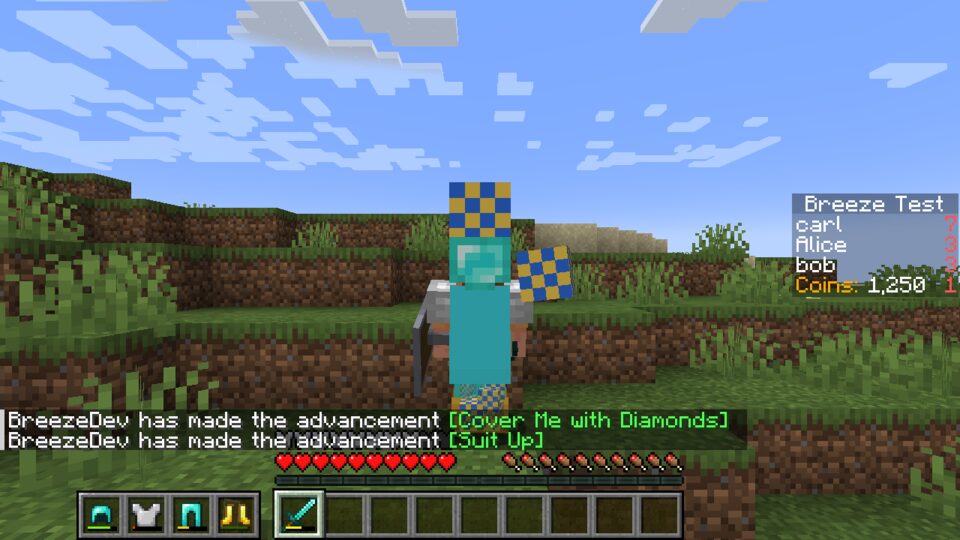 Breeze Test
carl 7
Alice 3
bob 3
Coins: 1,250 1
BreezeDev has made the advancement [Cover Me with Diamonds]
BreezeDev has made the advancement [Suit Up]